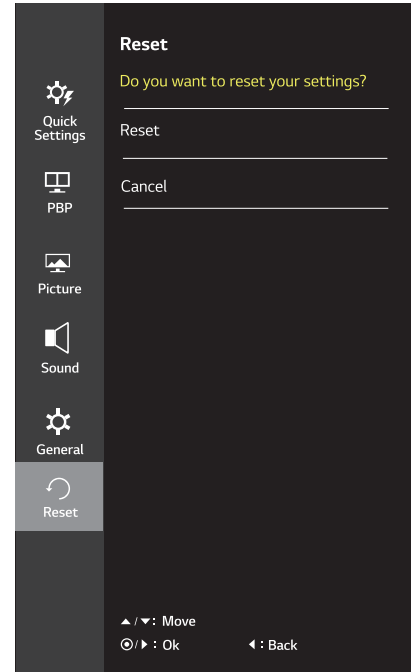 Reset
Do you want to reset your settings?
Reset
Cancel
Quick
Settings
PBP
Picture
Sound
General
Reset
▲/▼: Move
◉/▶ : Ok
◀ : Back